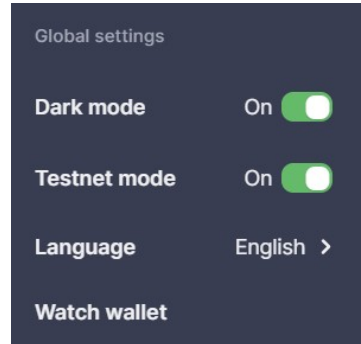 Global settings
Dark mode On
Testnet mode On
Language English
Watch wallet